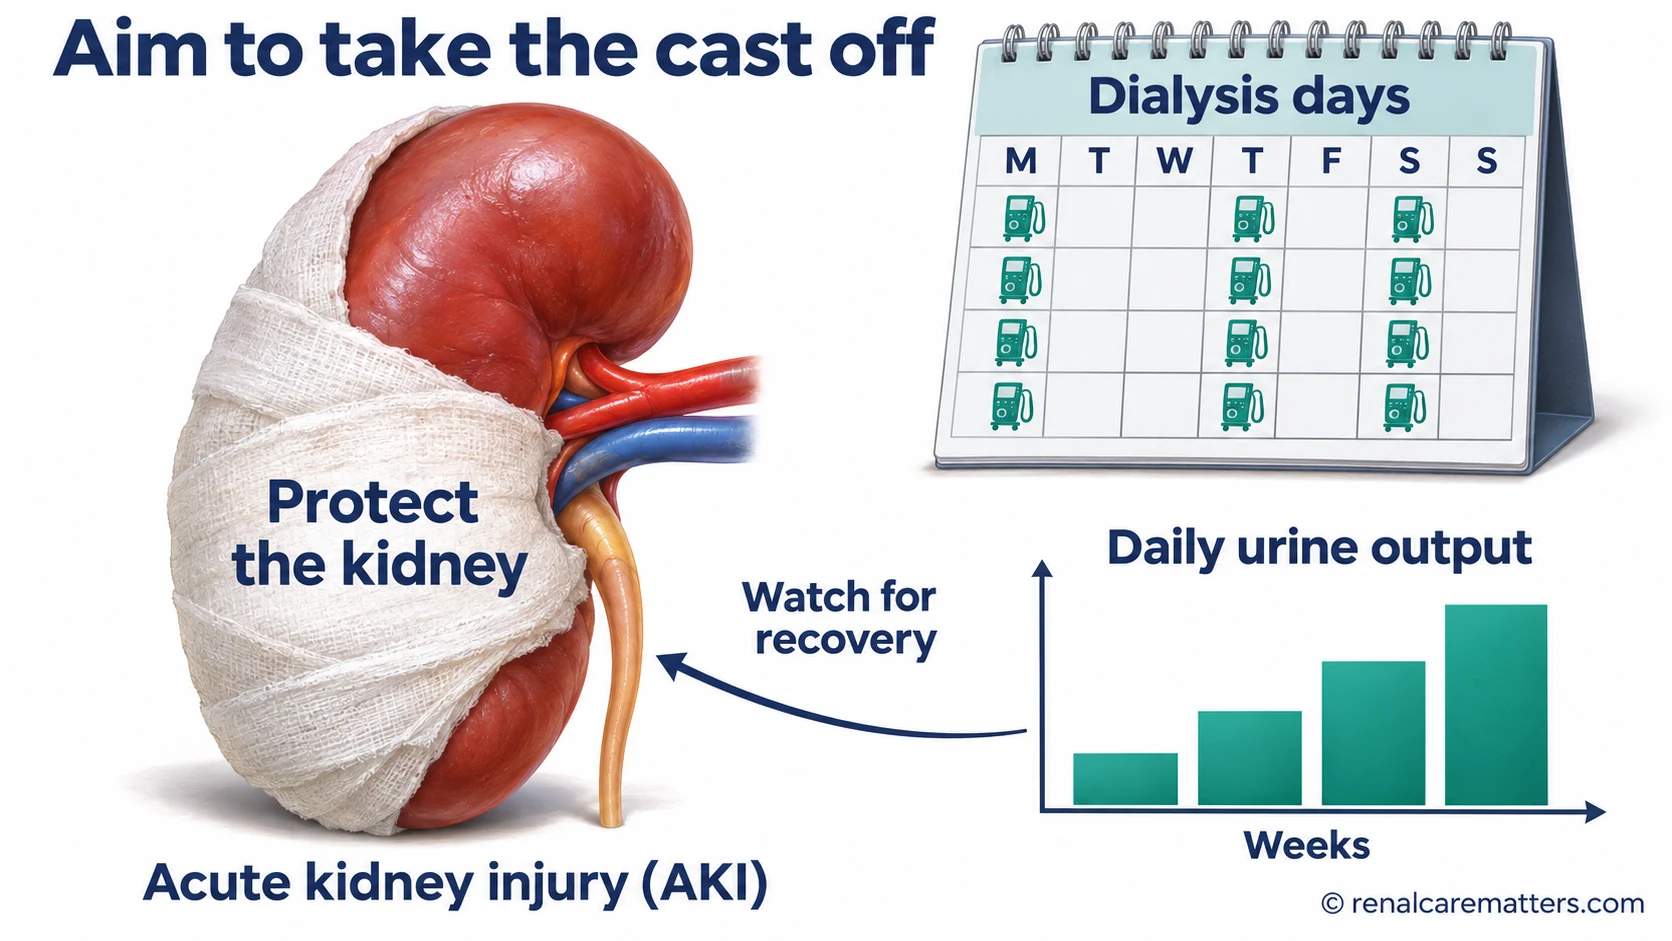 Aim to take the cast off
Dialysis days
M T W T F S S
Protect
the kidney
Watch for
recovery
Daily urine output
Weeks
Acute kidney injury (AKI)
© renalcarematters.com